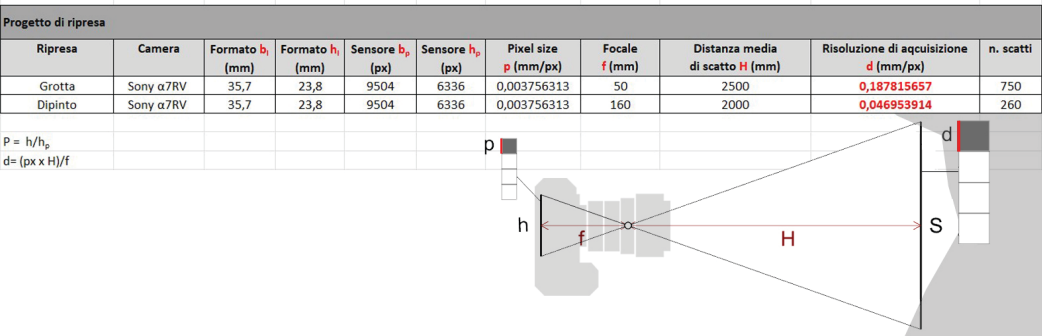 Progetto di ripresa
Ripresa Camera Formato bI Formato hI Sensore bp Sensore hp Pixel size Focale Distanza media Risoluzione di aqcuisizione n. scatti
(mm) (mm) (px) (px) p (mm/px) f (mm) di scatto H (mm) d (mm/px)
Grotta Sony α7RV 35,7 23,8 9504 6336 0,003756313 50 2500 0,187815657 750
Dipinto Sony α7RV 35,7 23,8 9504 6336 0,003756313 160 2000 0,046953914 260
P = h/hp
d= (px x H)/f
p
d
h
f
H
S